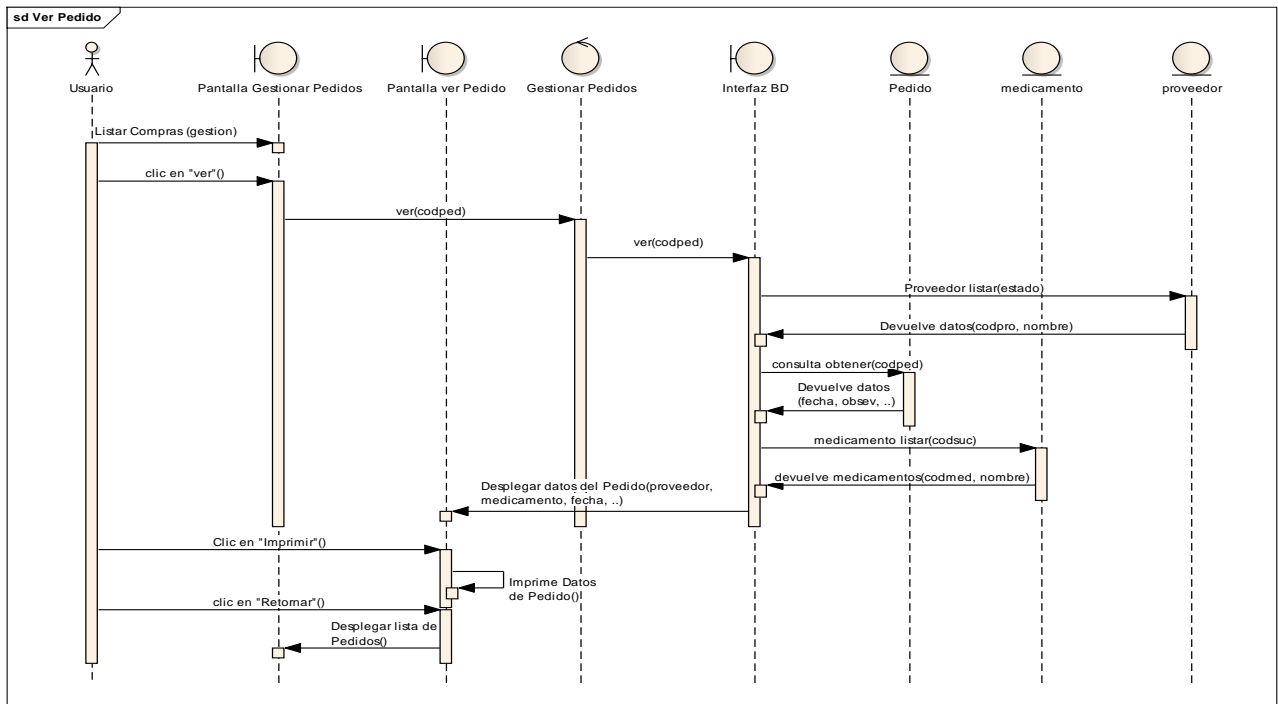 sd Ver Pedido
Usuario
Pantalla Gestionar Pedidos
Pantalla ver Pedido
Gestionar Pedidos
Interfaz BD
Pedido
medicamento
proveedor
Listar Compras (gestion)
clic en "ver"()
ver(codped)
ver(codped)
Proveedor listar(estado)
Devuelve datos(codpro, nombre)
consulta obtener(codped)
Devuelve datos
(fecha, obsev, ..)
medicamento listar(codsuc)
devuelve medicamentos(codmed, nombre)
Desplegar datos del Pedido(proveedor,
medicamento, fecha, ..)
Clic en "Imprimir"()
Imprime Datos
de Pedido()
clic en "Retornar"()
Desplegar lista de
Pedidos()